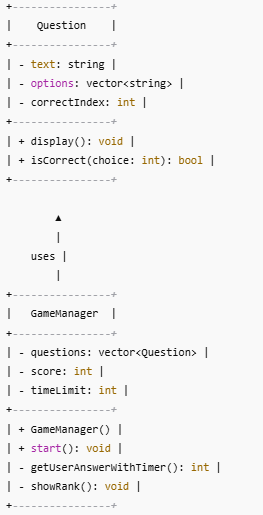 +----------------+
|    Question    |
+----------------+
| - text: string |
| - options: vector<string> |
| - correctIndex: int |
+----------------+
| + display(): void |
| + isCorrect(choice: int): bool |
+----------------+
        ▲
        |
    uses |
        |
+----------------+
|   GameManager  |
+----------------+
| - questions: vector<Question> |
| - score: int |
| - timeLimit: int |
+----------------+
| + GameManager() |
| + start(): void |
| - getUserAnswerWithTimer(): int |
| - showRank(): void |
+----------------+